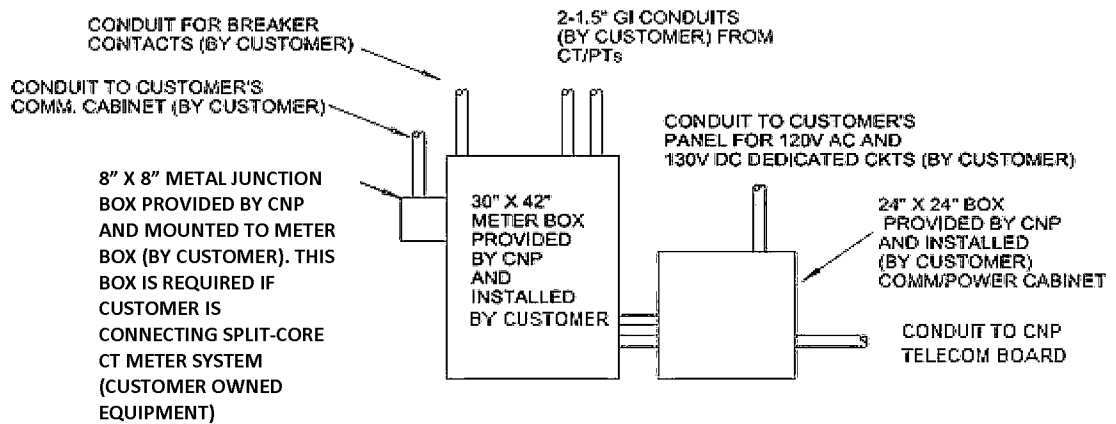 CONDUIT FOR BREAKER
CONTACTS (BY CUSTOMER)
2-1.5" GI CONDUITS
(BY CUSTOMER) FROM
CT/PTs
CONDUIT TO CUSTOMER'S
COMM. CABINET (BY CUSTOMER)
CONDUIT TO CUSTOMER'S
PANEL FOR 120V AC AND
130V DC DEDICATED CKTS (BY CUSTOMER)
8” X 8” METAL JUNCTION
BOX PROVIDED BY CNP
AND MOUNTED TO METER
BOX (BY CUSTOMER). THIS
BOX IS REQUIRED IF
CUSTOMER IS
CONNECTING SPLIT-CORE
CT METER SYSTEM
(CUSTOMER OWNED
EQUIPMENT)
30" X 42"
METER BOX
PROVIDED
BY CNP
AND
INSTALLED
BY CUSTOMER
24" X 24" BOX
PROVIDED BY CNP
AND INSTALLED
(BY CUSTOMER)
COMM/POWER CABINET
CONDUIT TO CNP
TELECOM BOARD